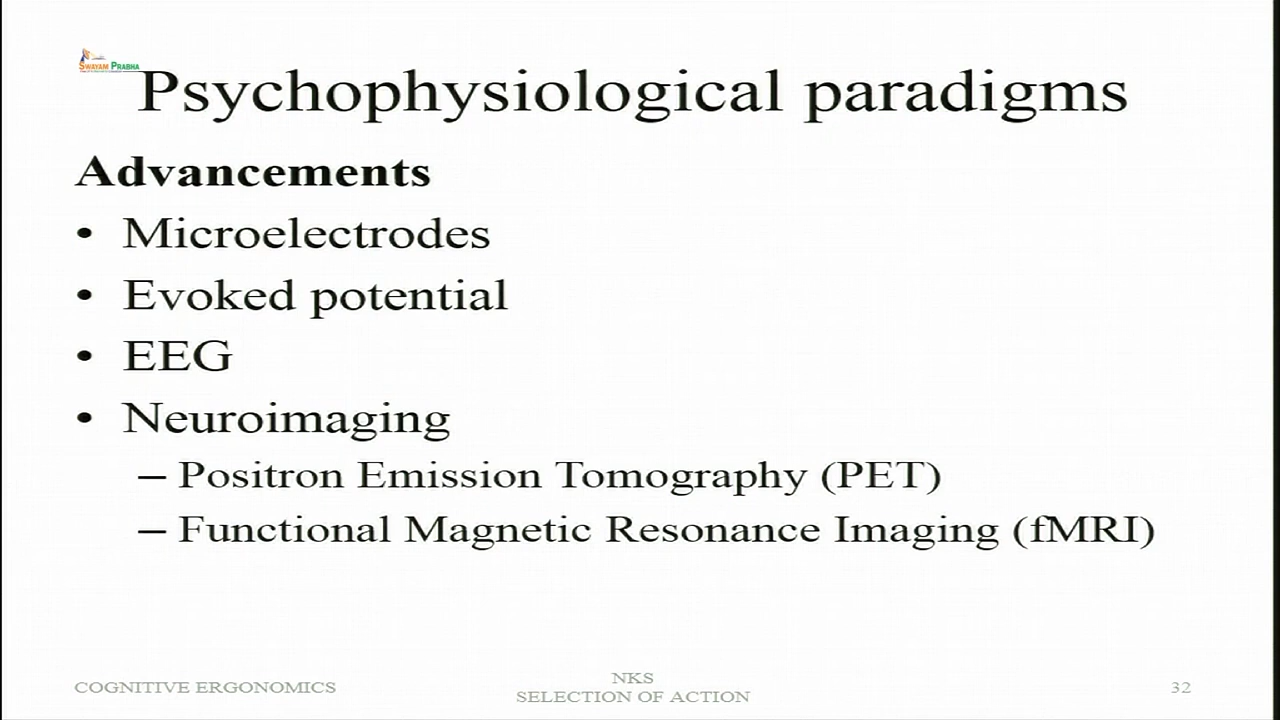 SWAYAM PRABHA
Psychophysiological paradigms
Advancements
• Microelectrodes
• Evoked potential
• EEG
• Neuroimaging
– Positron Emission Tomography (PET)
– Functional Magnetic Resonance Imaging (fMRI)
COGNITIVE ERGONOMICS
NKS
SELECTION OF ACTION
32